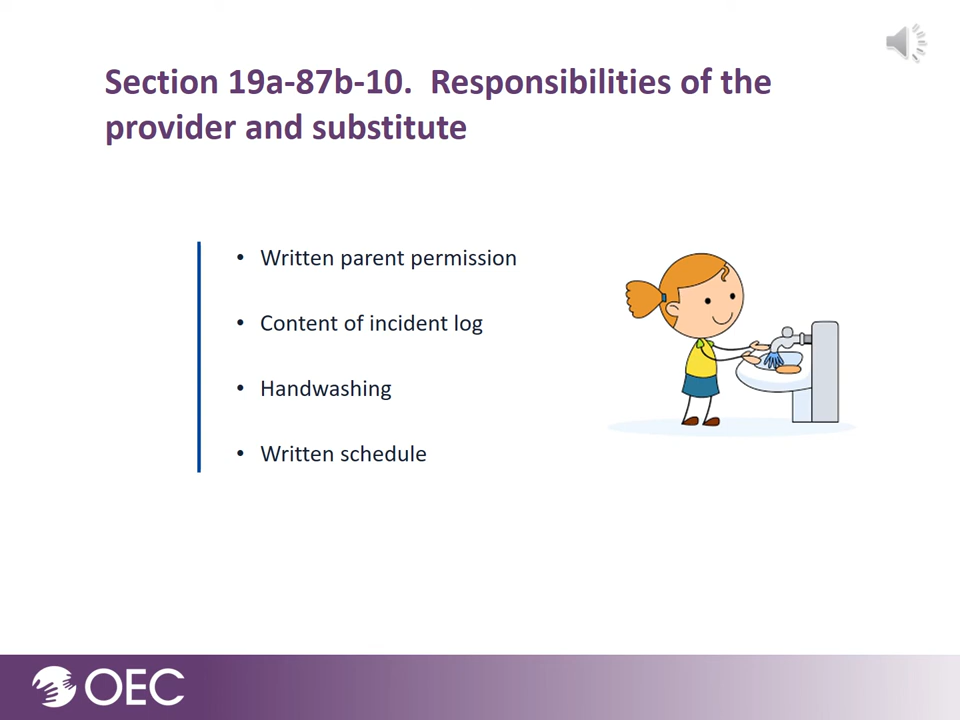 Section 19a-87b-10.  Responsibilities of the
provider and substitute
• Written parent permission
• Content of incident log
• Handwashing
• Written schedule
OEC